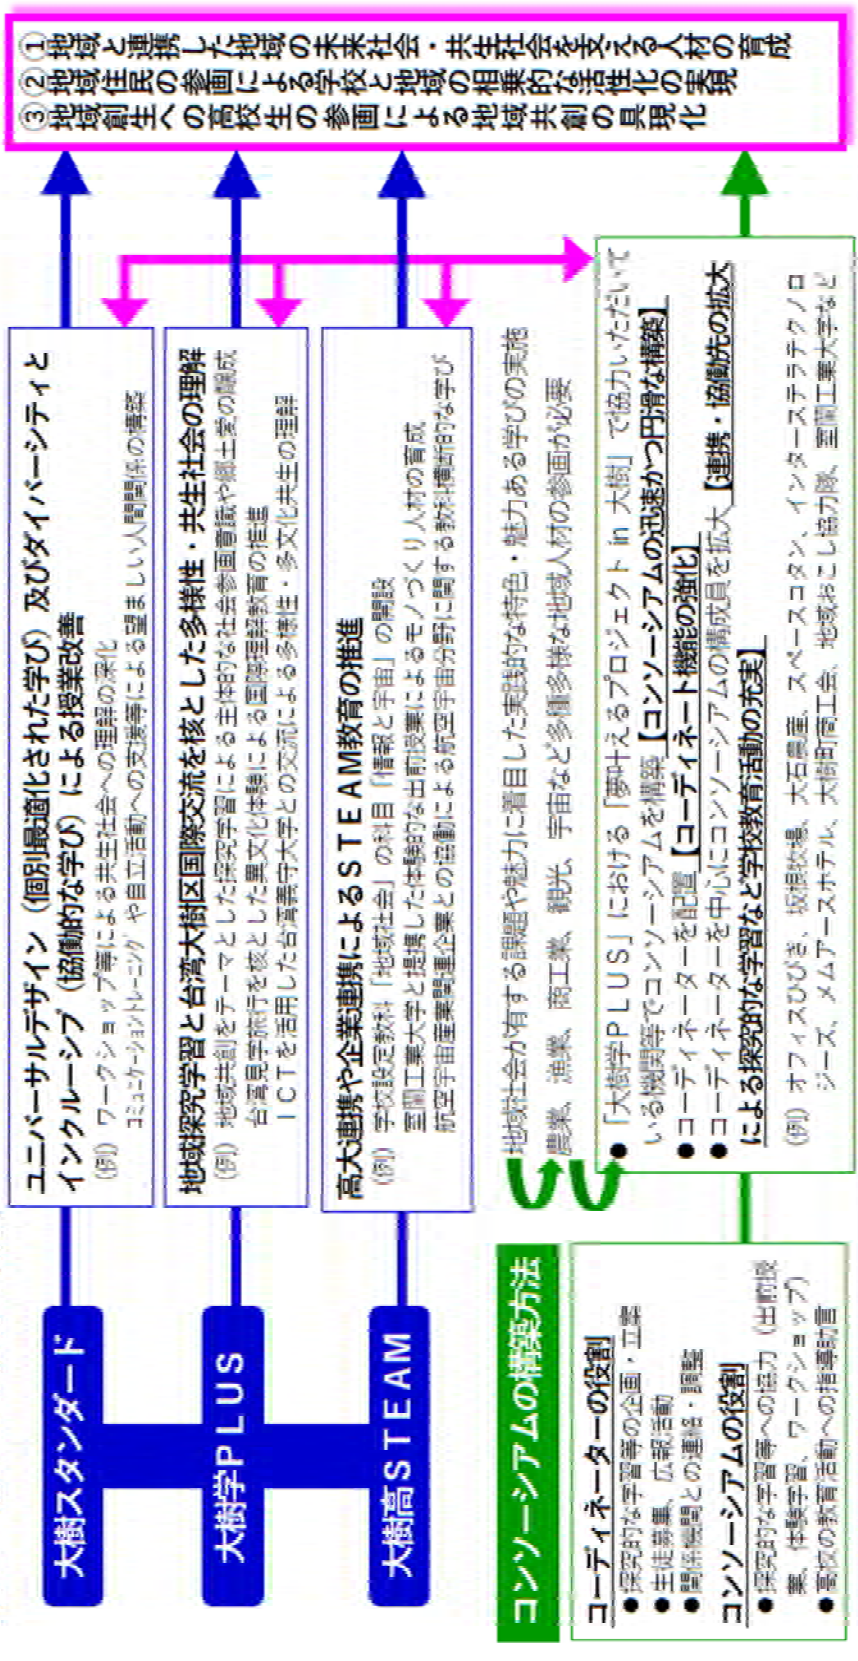 大樹スタンダード
ユニバーサルデザイン（個別最適化された学び）及びダイバーシティと
インクルーシブ（協働的な学び）による授業改善
（例）ワークショップ等による共生社会への理解の深化
コミュニケーショントレーニングや自立活動への支援等による望ましい人間関係の構築
大樹学ＰＬＵＳ
地域探究学習と台湾大樹区国際交流を核とした多様性・共生社会の理解
（例）地域共創をテーマとした探究学習による主体的な社会参画意識や郷土愛の醸成
台湾見学旅行を核とした異文化体験による国際理解教育の推進
ＩＣＴを活用した台湾義守大学との交流による多様性・多文化共生の理解
大樹高ＳＴＥＡＭ
高大連携や企業連携によるＳＴＥＡＭ教育の推進
（例）学校設定教科「地域社会」の科目「情報と宇宙」の開設
室蘭工業大学と提携した体験的な出前授業によるモノづくり人材の育成
航空宇宙産業関連企業との協働による航空宇宙分野に関する教科横断的な学び
①地域と連携した地域の未来社会・共生社会を支える人材の育成
②地域住民の参画による学校と地域の相乗的な活性化の実現
③地域創生への高校生の参画による地域共創の具現化
地域社会が有する課題や魅力に着目した実践的な特色・魅力ある学びの実施
農業、漁業、商工業、観光、宇宙など多種多様な地域人材の参画が必要
コンソーシアムの構築方法
コーディネーターの役割
●探究的な学習等の企画・立案
●生徒募集、広報活動
●関係機関との連絡・調整
コンソーシアムの役割
●探究的な学習等への協力（出前授
業、体験学習、ワークショップ）
●高校の教育活動への指導助言
●「大樹学ＰＬＵＳ」における「夢叶えるプロジェクト in 大樹」で協力いただいて
いる機関等でコンソーシアムを構築【コンソーシアムの迅速かつ円滑な構築】
●コーディネーターを配置【コーディネート機能の強化】
●コーディネーターを中心にコンソーシアムの構成員を拡大【連携・協働先の拡大
による探究的な学習など学校教育活動の充実】
（例）オフィスひびき、坂根牧場、大石農産、スペースコタン、インターステラテクノロ
ジーズ、メムアースホテル、大樹町商工会、地域おこし協力隊、室蘭工業大学など